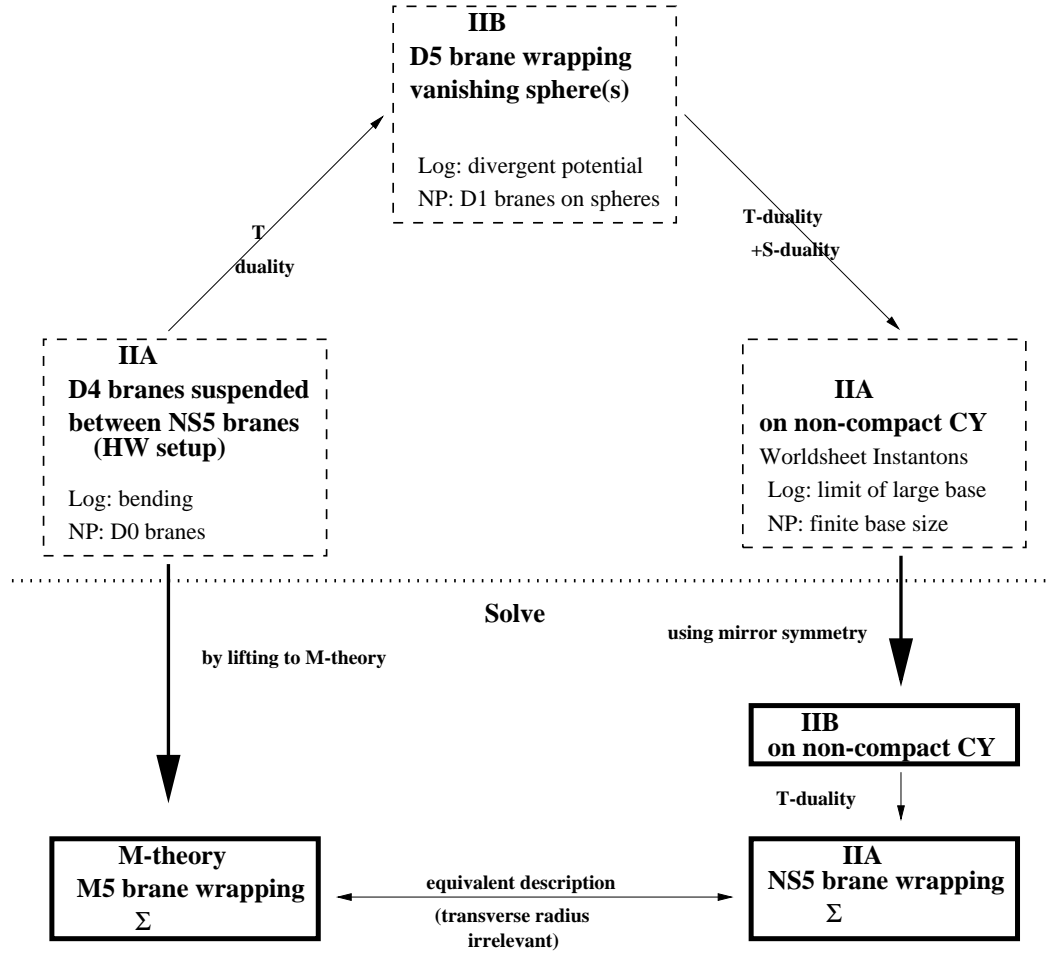 IIB
D5 brane wrapping
vanishing sphere(s)
Log: divergent potential
NP: D1 branes on spheres
T
duality
T-duality
+S-duality
IIA
D4 branes suspended
between NS5 branes
(HW setup)
Log: bending
NP: D0 branes
IIA
on non-compact CY
Worldsheet Instantons
Log: limit of large base
NP: finite base size
Solve
by lifting to M-theory
using mirror symmetry
IIB
on non-compact CY
T-duality
M-theory
M5 brane wrapping
Σ
equivalent description
(transverse radius
irrelevant)
IIA
NS5 brane wrapping
Σ